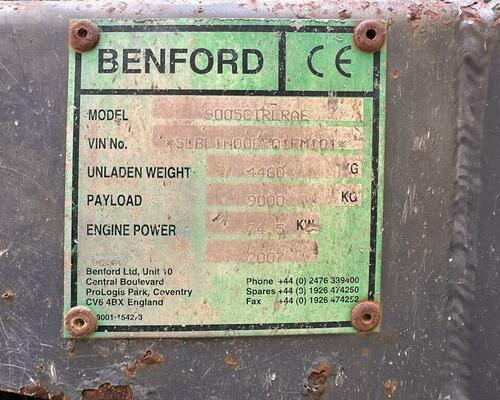 BENFORD CE
MODEL
VIN No.
UNLADEN WEIGHT 4460 KG
PAYLOAD 9000 KG
ENGINE POWER 74,5 KW
2007
Benford Ltd, Unit 10
Central Boulevard
ProLogis Park, Coventry
CV6 4BX England
Phone +44 (0) 2476 339400
Spares +44 (0) 1926 474250
Fax +44 (0) 1926 474252